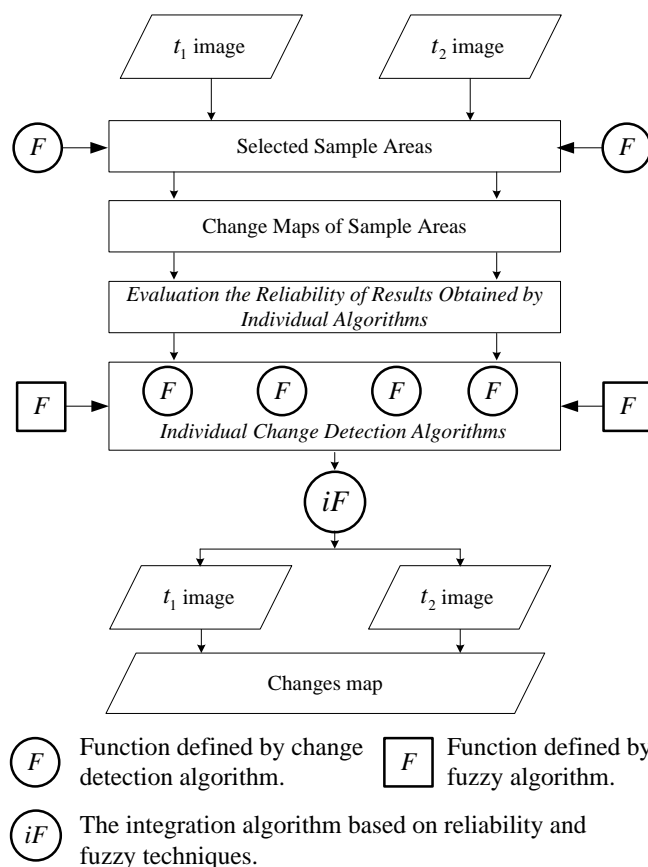 t1 image
t2 image
F
Selected Sample Areas
F
Change Maps of Sample Areas
Evaluation the Reliability of Results Obtained by
Individual Algorithms
F
F
F
F
F
F
Individual Change Detection Algorithms
iF
t1 image
t2 image
Changes map
F
Function defined by change
detection algorithm.
F
Function defined by
fuzzy algorithm.
iF
The integration algorithm based on reliability and
fuzzy techniques.